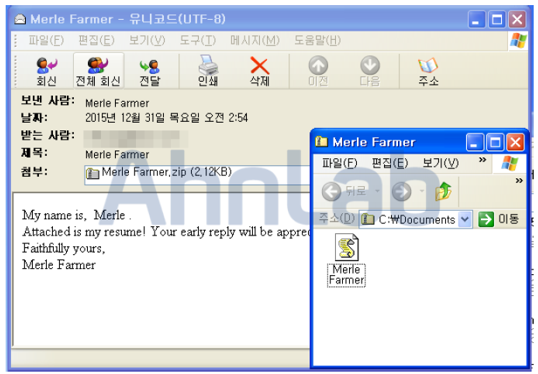 Merle Farmer - 유니코드(UTF-8)
파일(F) 편집(E) 보기(V) 도구(T) 메시지(M) 도움말(H)
회신 전체 회신 전달 인쇄 삭제 이전 다음 주소
보낸 사람: Merle Farmer
날짜: 2015년 12월 31일 목요일 오전 2:54
받는 사람:
제목: Merle Farmer
첨부: Merle Farmer,zip (2,12KB)
My name is, Merle .
Attached is my resume! Your early reply will be apprec
Faithfully yours,
Merle Farmer
Merle Farmer
파일(F) 편집(E) 보기(V) »
뒤로 »
주소(D) C:￦Documents 이동
Merle
Farmer
AhnLab